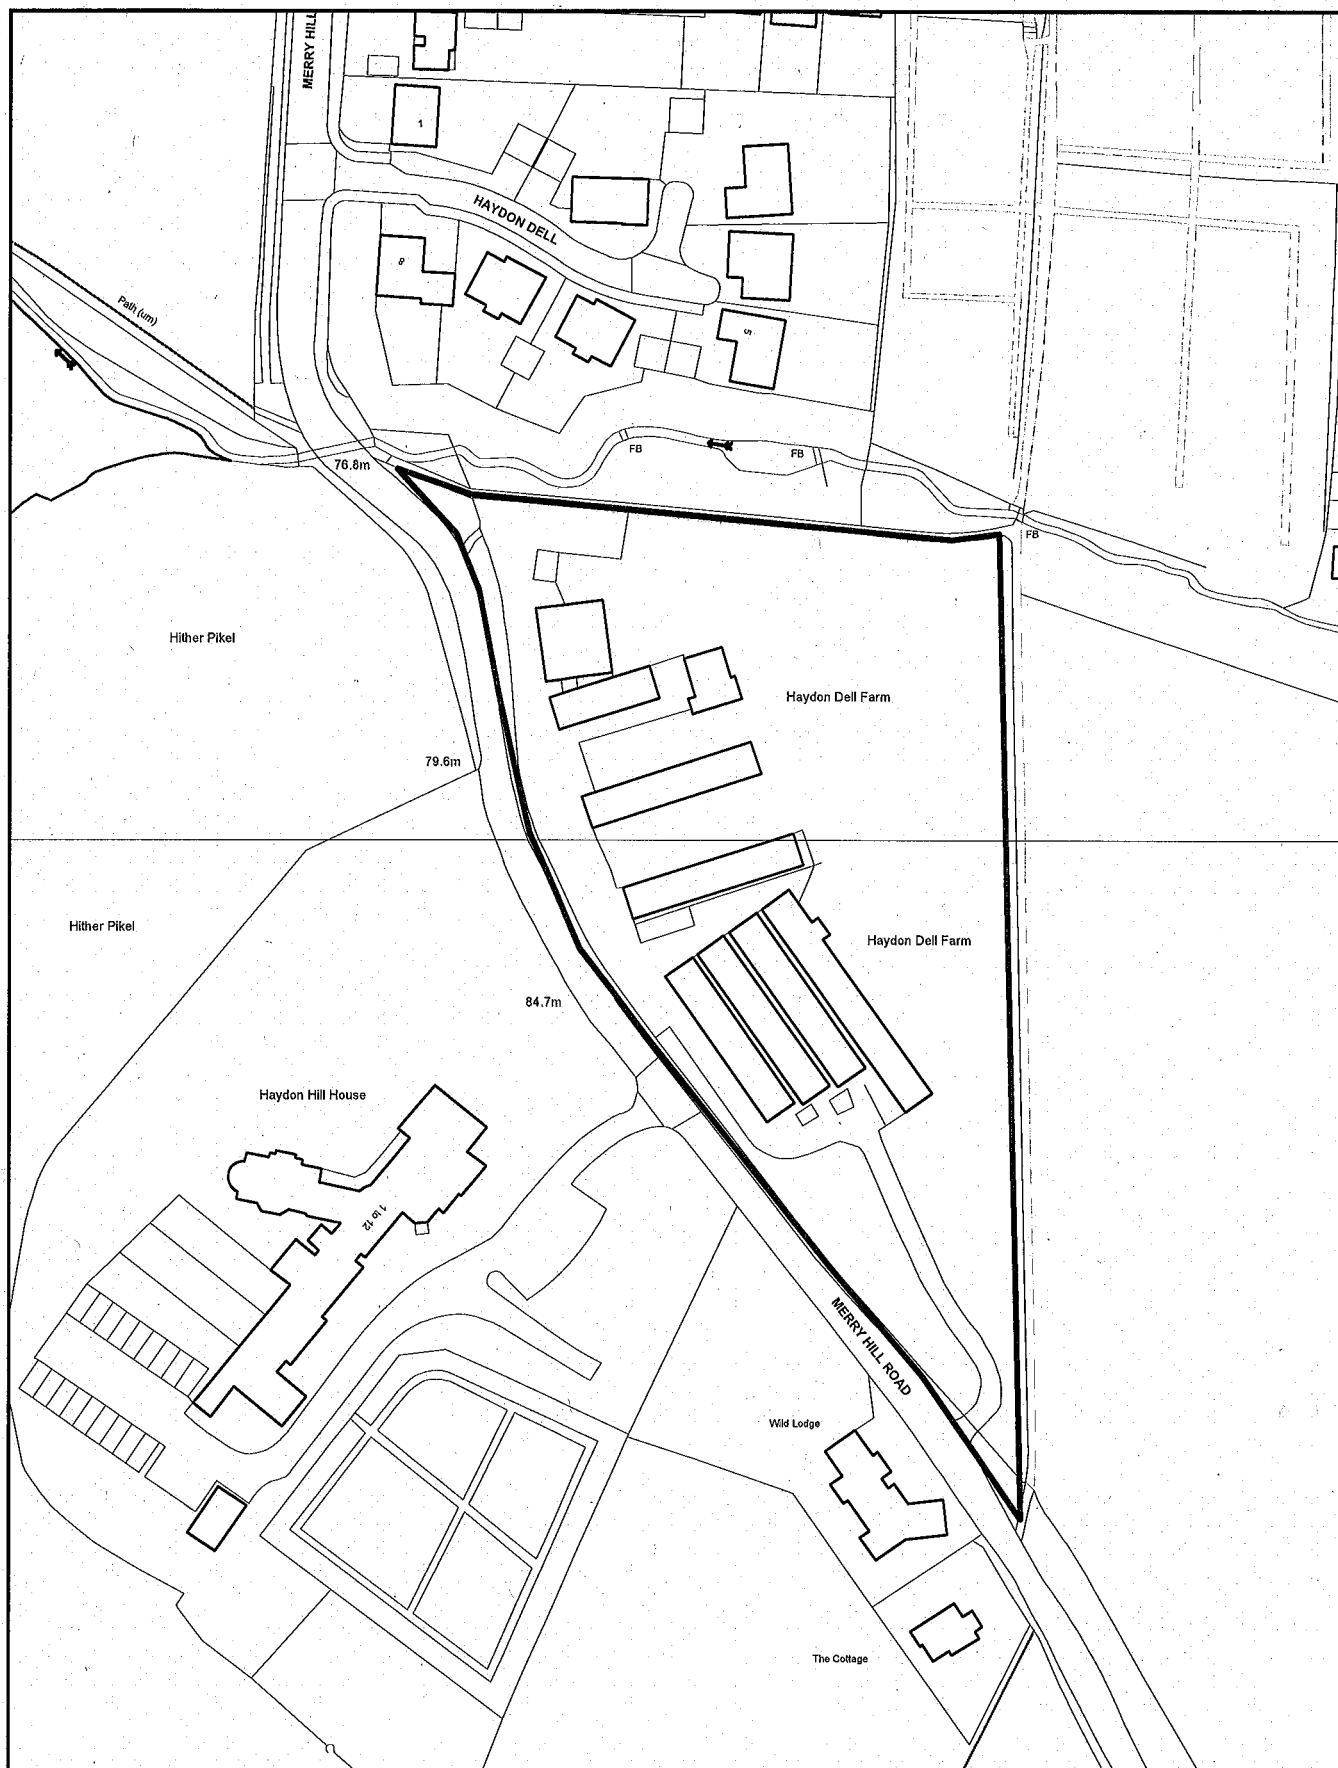 MERRY HILL
1
HAYDON DELL
8
5
Path (um)
76.8m
FB
FB
FB
Hither Pikel
Haydon Dell Farm
79.6m
Hither Pikel
Haydon Dell Farm
84.7m
Haydon Hill House
1 to 12
MERRY HILL ROAD
Wild Lodge
The Cottage